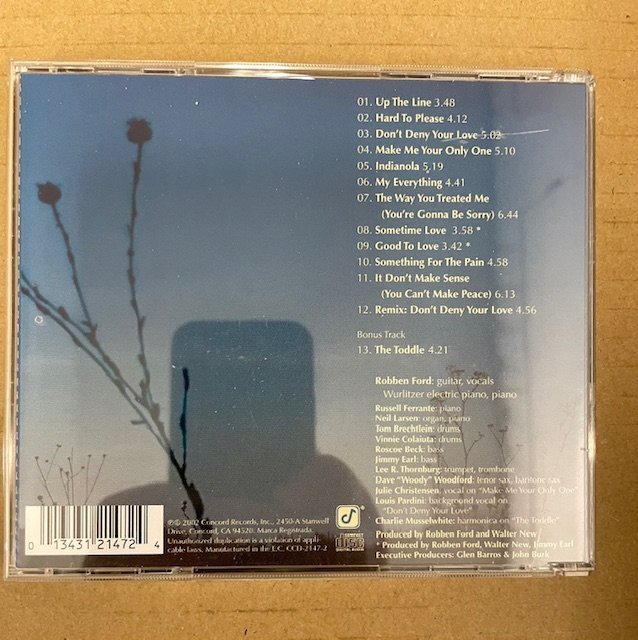 01. Up The Line 3.48
02. Hard To Please 4.12
03. Don't Deny Your Love 5.02
04. Make Me Your Only One 5.10
05. Indianola 5.19
06. My Everything 4.41
07. The Way You Treated Me
(You're Gonna Be Sorry) 6.44
08. Sometime Love 3.58 *
09. Good To Love 3.42 *
10. Something For The Pain 4.58
11. It Don't Make Sense
(You Can't Make Peace) 6.13
12. Remix: Don't Deny Your Love 4.56
Bonus Track
13. The Toddle 4.21
Robben Ford: guitar, vocals
Wurlitzer electric piano, piano
Russell Ferrante: piano
Neil Larsen: organ, piano
Tom Brechtlein: drums
Vinnie Colaiuta: drums
Roscoe Beck: bass
Jimmy Earl: bass
Lee R. Thornburg: trumpet, trombone
Dave "Woody" Woodford: tenor sax, baritone sax
Julie Christensen: vocal on "Make Me Your Only One"
Louis Pardini: background vocal on
"Don't Deny Your Love"
Charlie Musselwhite: harmonica on "The Toddle"
Produced by Robben Ford and Walter New
* Produced by Robben Ford, Walter New, Jimmy Earl
Executive Producers: Glen Barros & John Burk
℗© 2002 Concord Records, Inc., 2450-A Stanwell
Drive, Concord, CA 94520. Marca Registrada.
Unauthorized duplication is a violation of appli-
cable laws. Manufactured in the E.C. CCD-2147-2
COMPACT
disc
DIGITAL AUDIO
0 13431 21472 4